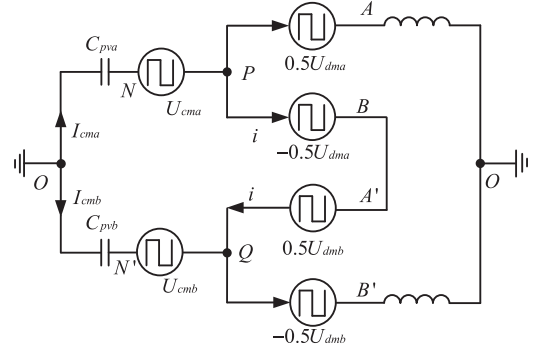 A
C_pva
0.5U_dma
N
P
U_cma
B
I_cma
i
−0.5U_dma
O
O
I_cmb
i
A'
C_pvb
0.5U_dmb
Q
N'
U_cmb
B'
−0.5U_dmb